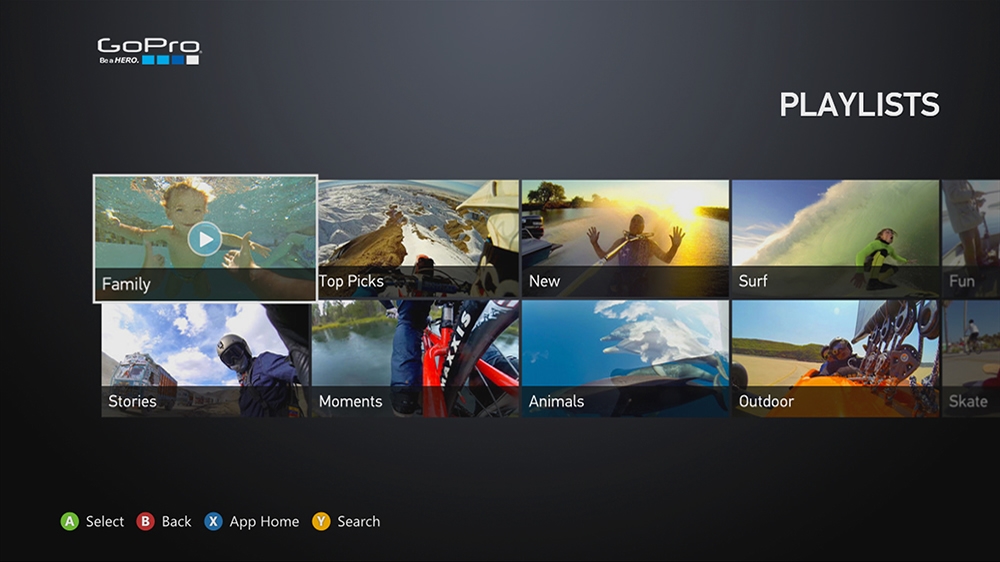 GoPro
Be a HERO.
PLAYLISTS
Family
Top Picks
New
Surf
Fun
Stories
Moments
Animals
Outdoor
Skate
MAXXIS
A Select B Back X App Home Y Search